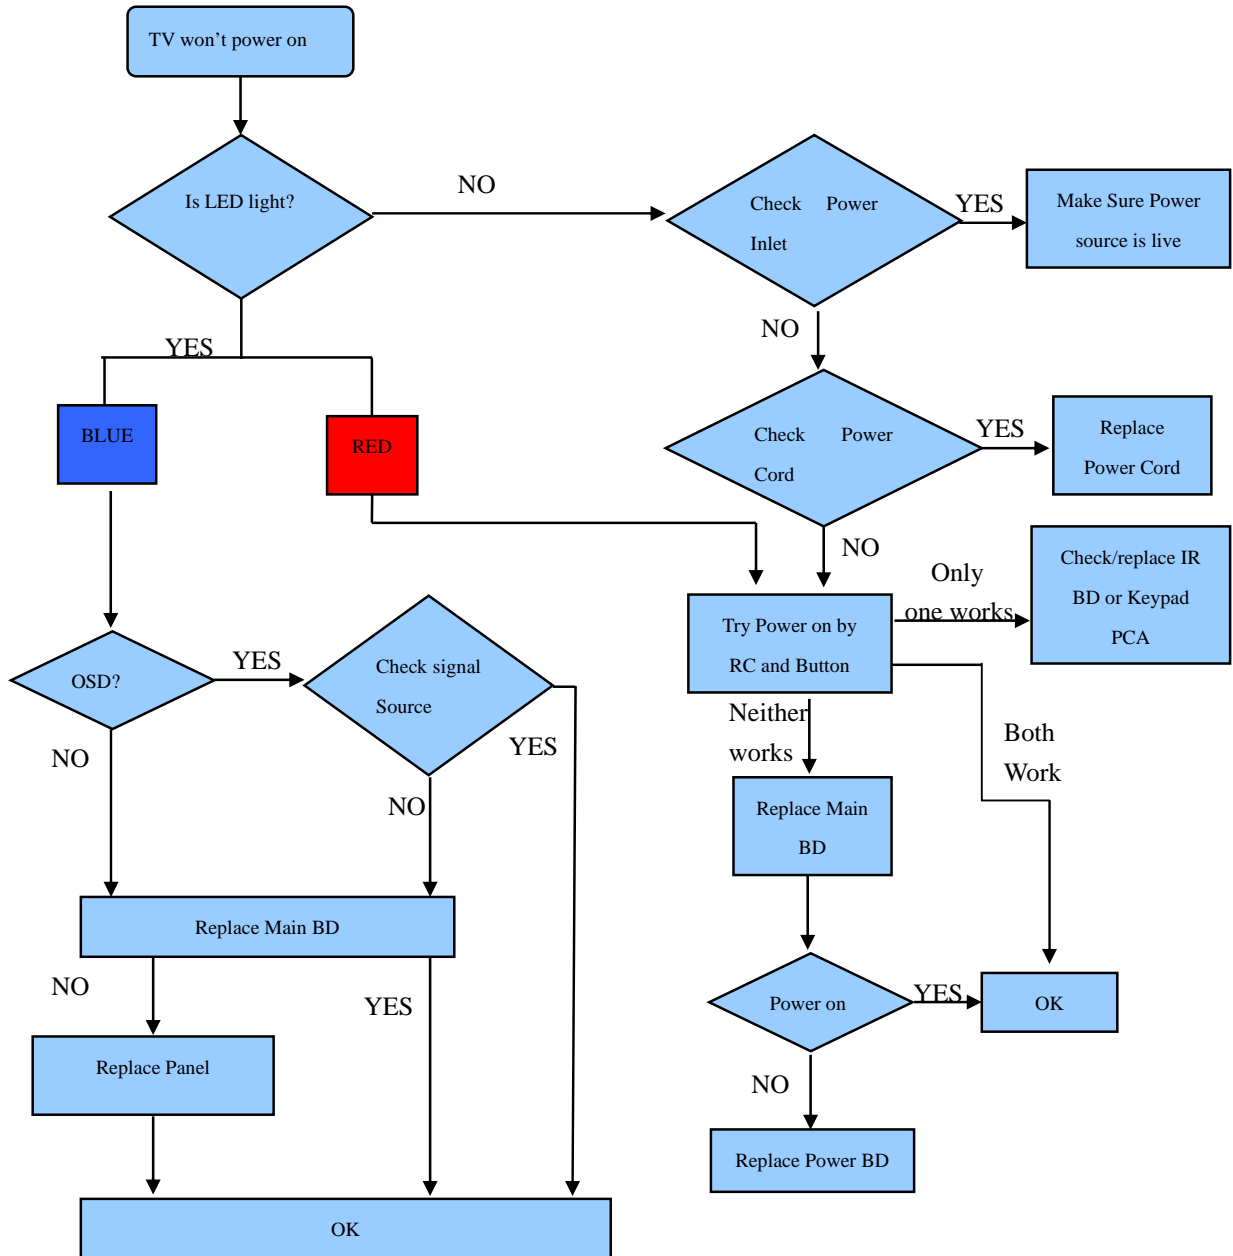 TV won’t power on
Is LED light?
NO
Check Power
Inlet
YES
Make Sure Power
source is live
YES
NO
BLUE
RED
Check Power
Cord
YES
Replace
Power Cord
NO
Only
one works
Check/replace IR
BD or Keypad
PCA
Try Power on by
RC and Button
OSD?
YES
Check signal
Source
NO
YES
NO
Neither
works
Both
Work
Replace Main
BD
Replace Main BD
NO
YES
Power on
YES
OK
Replace Panel
NO
Replace Power BD
OK